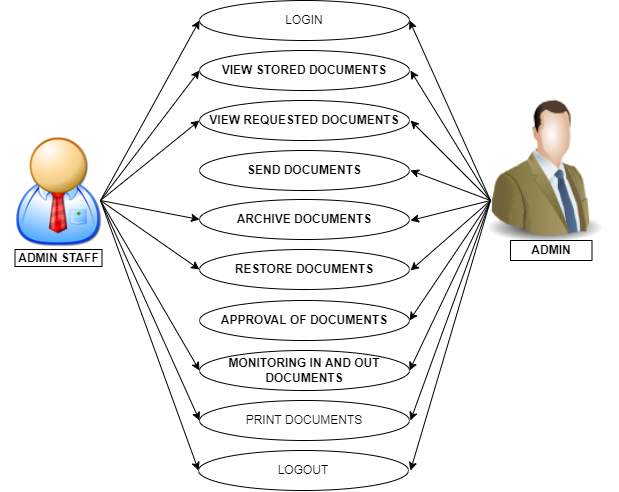 LOGIN
VIEW STORED DOCUMENTS
VIEW REQUESTED DOCUMENTS
SEND DOCUMENTS
ARCHIVE DOCUMENTS
ADMIN STAFF
ADMIN
RESTORE DOCUMENTS
APPROVAL OF DOCUMENTS
MONITORING IN AND OUT
DOCUMENTS
PRINT DOCUMENTS
LOGOUT